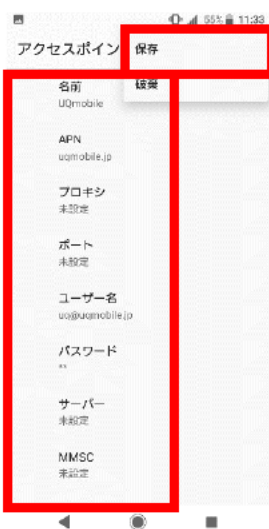 65% 11:33
アクセスポイン
保存
破棄
名前
UQmobile
APN
uqmobile.jp
プロキシ
未設定
ポート
未設定
ユーザー名
uq@uqmobile.jp
パスワード
**
サーバー
未設定
MMSC
未設定